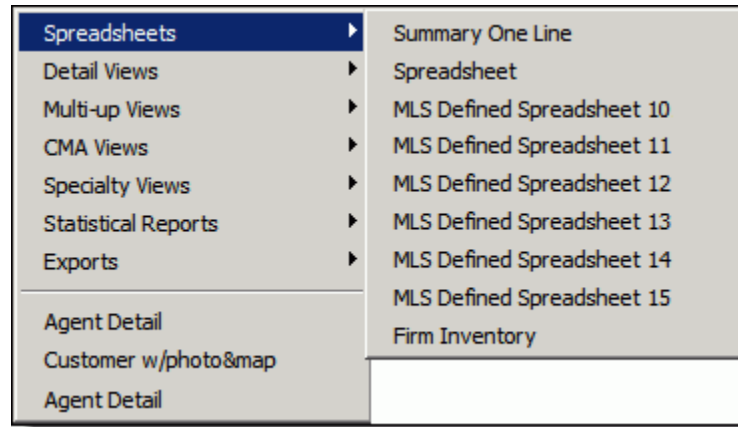 Spreadsheets
Detail Views
Multi-up Views
CMA Views
Specialty Views
Statistical Reports
Exports
Agent Detail
Customer w/photo&map
Agent Detail
Summary One Line
Spreadsheet
MLS Defined Spreadsheet 10
MLS Defined Spreadsheet 11
MLS Defined Spreadsheet 12
MLS Defined Spreadsheet 13
MLS Defined Spreadsheet 14
MLS Defined Spreadsheet 15
Firm Inventory